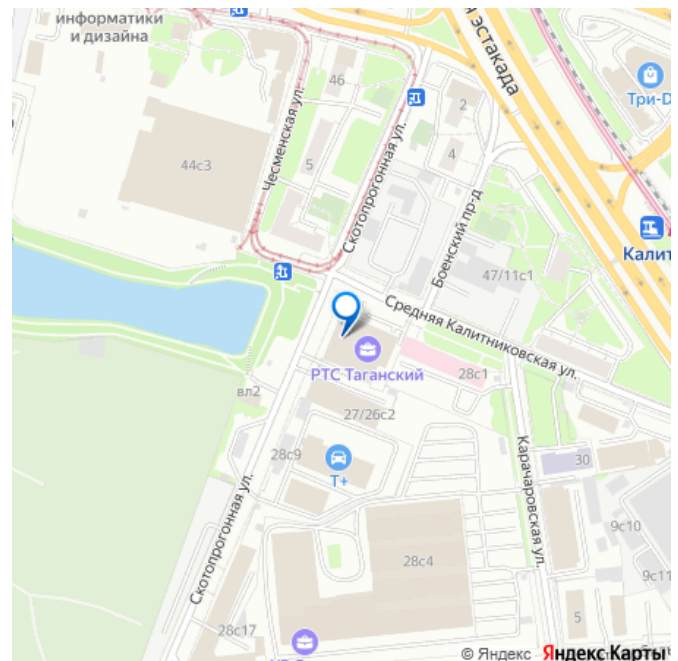 информатики
и дизайна
46
2
4
44с3
5
Чесменская ул.
Скотопрогонная ул.
я эстакада
Три-D
Боенский пр-д
Калит
47/11с1
Средняя Калитниковская ул.
РТС Таганский
28с1
вл2
27/26с2
28с9
Т+
Скотопрогонная ул.
Карачаровская ул.
30
9с10
28с4
9с11
5
28с17
© Яндекс Яндекс Карты